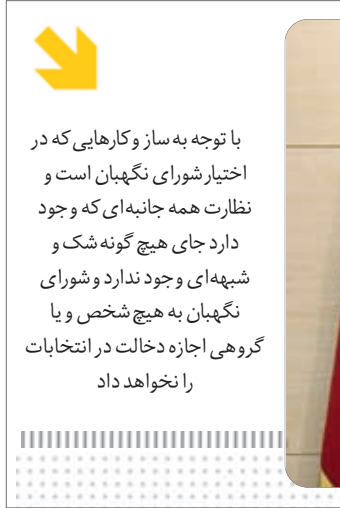 با توجه به ساز و کارهایی که در
اختیار شورای نگهبان است و
نظارت همه جانبه‌ای که وجود
دارد جای هیچ گونه شک و
شبهه‌ای وجود ندارد و شورای
نگهبان به هیچ شخص و یا
گروهی اجازه دخالت در انتخابات
را نخواهد داد